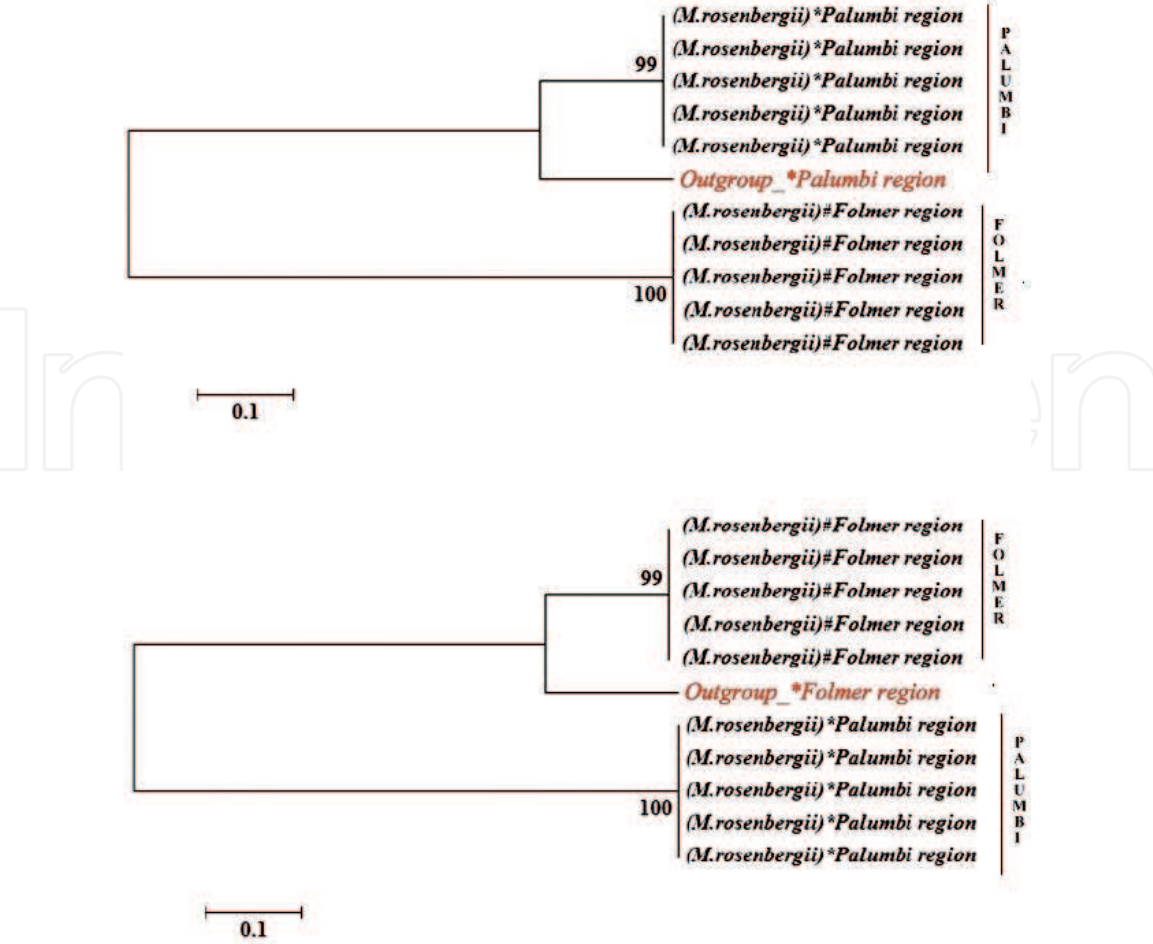 (M.rosenbergii)*Palumbi region
(M.rosenbergii)*Palumbi region
99
(M.rosenbergii)*Palumbi region
(M.rosenbergii)*Palumbi region
(M.rosenbergii)*Palumbi region
PALUMBI
Outgroup_*Palumbi region
(M.rosenbergii)#Folmer region
(M.rosenbergii)#Folmer region
(M.rosenbergii)#Folmer region
100
(M.rosenbergii)#Folmer region
(M.rosenbergii)#Folmer region
FOLMER
0.1
(M.rosenbergii)#Folmer region
(M.rosenbergii)#Folmer region
99
(M.rosenbergii)#Folmer region
(M.rosenbergii)#Folmer region
(M.rosenbergii)#Folmer region
FOLMER
Outgroup_*Folmer region
(M.rosenbergii)*Palumbi region
(M.rosenbergii)*Palumbi region
(M.rosenbergii)*Palumbi region
100
(M.rosenbergii)*Palumbi region
(M.rosenbergii)*Palumbi region
PALUMBI
0.1